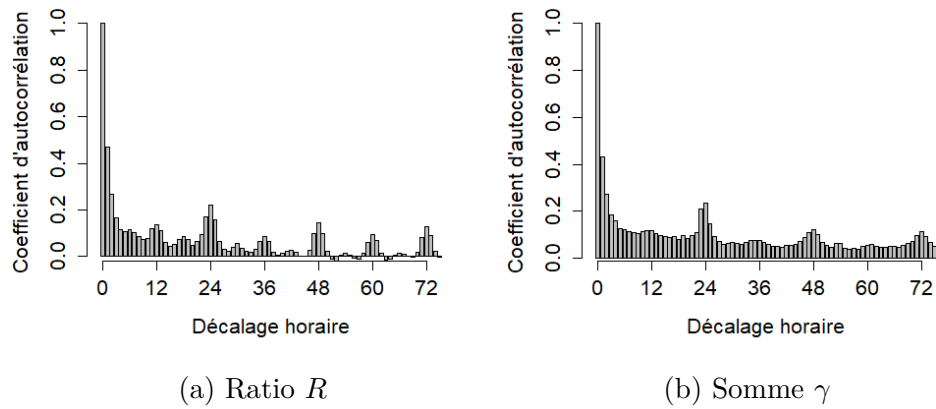 Coefficient d'autocorrélation
1.0
0.8
0.6
0.4
0.2
0.0
0 12 24 36 48 60 72
Décalage horaire
(a) Ratio R
Coefficient d'autocorrélation
1.0
0.8
0.6
0.4
0.2
0.0
0 12 24 36 48 60 72
Décalage horaire
(b) Somme γ